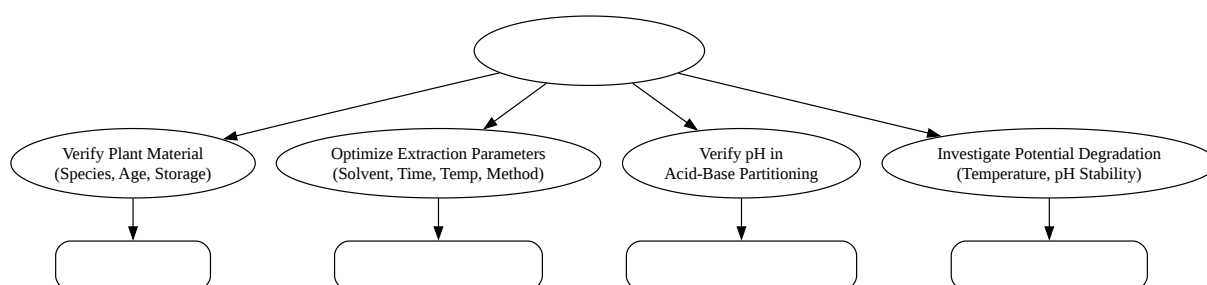 Verify Plant Material
(Species, Age, Storage)
Optimize Extraction Parameters
(Solvent, Time, Temp, Method)
Verify pH in
Acid-Base Partitioning
Investigate Potential Degradation
(Temperature, pH Stability)